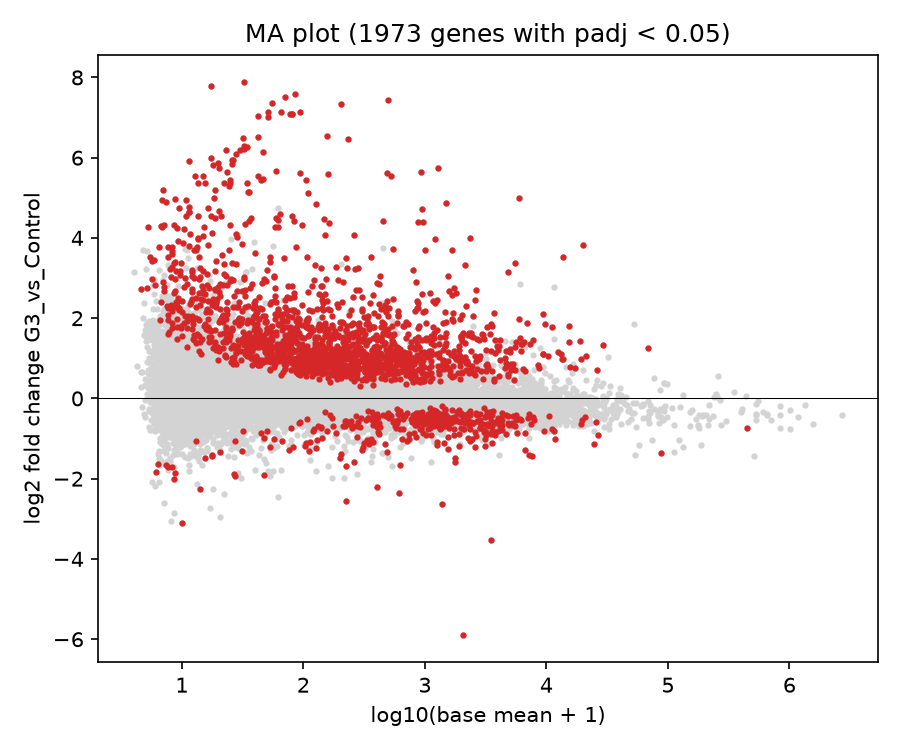 MA plot (1973 genes with padj < 0.05)
log2 fold change G3_vs_Control
8
6
4
2
0
−2
−4
−6
1 2 3 4 5 6
log10(base mean + 1)